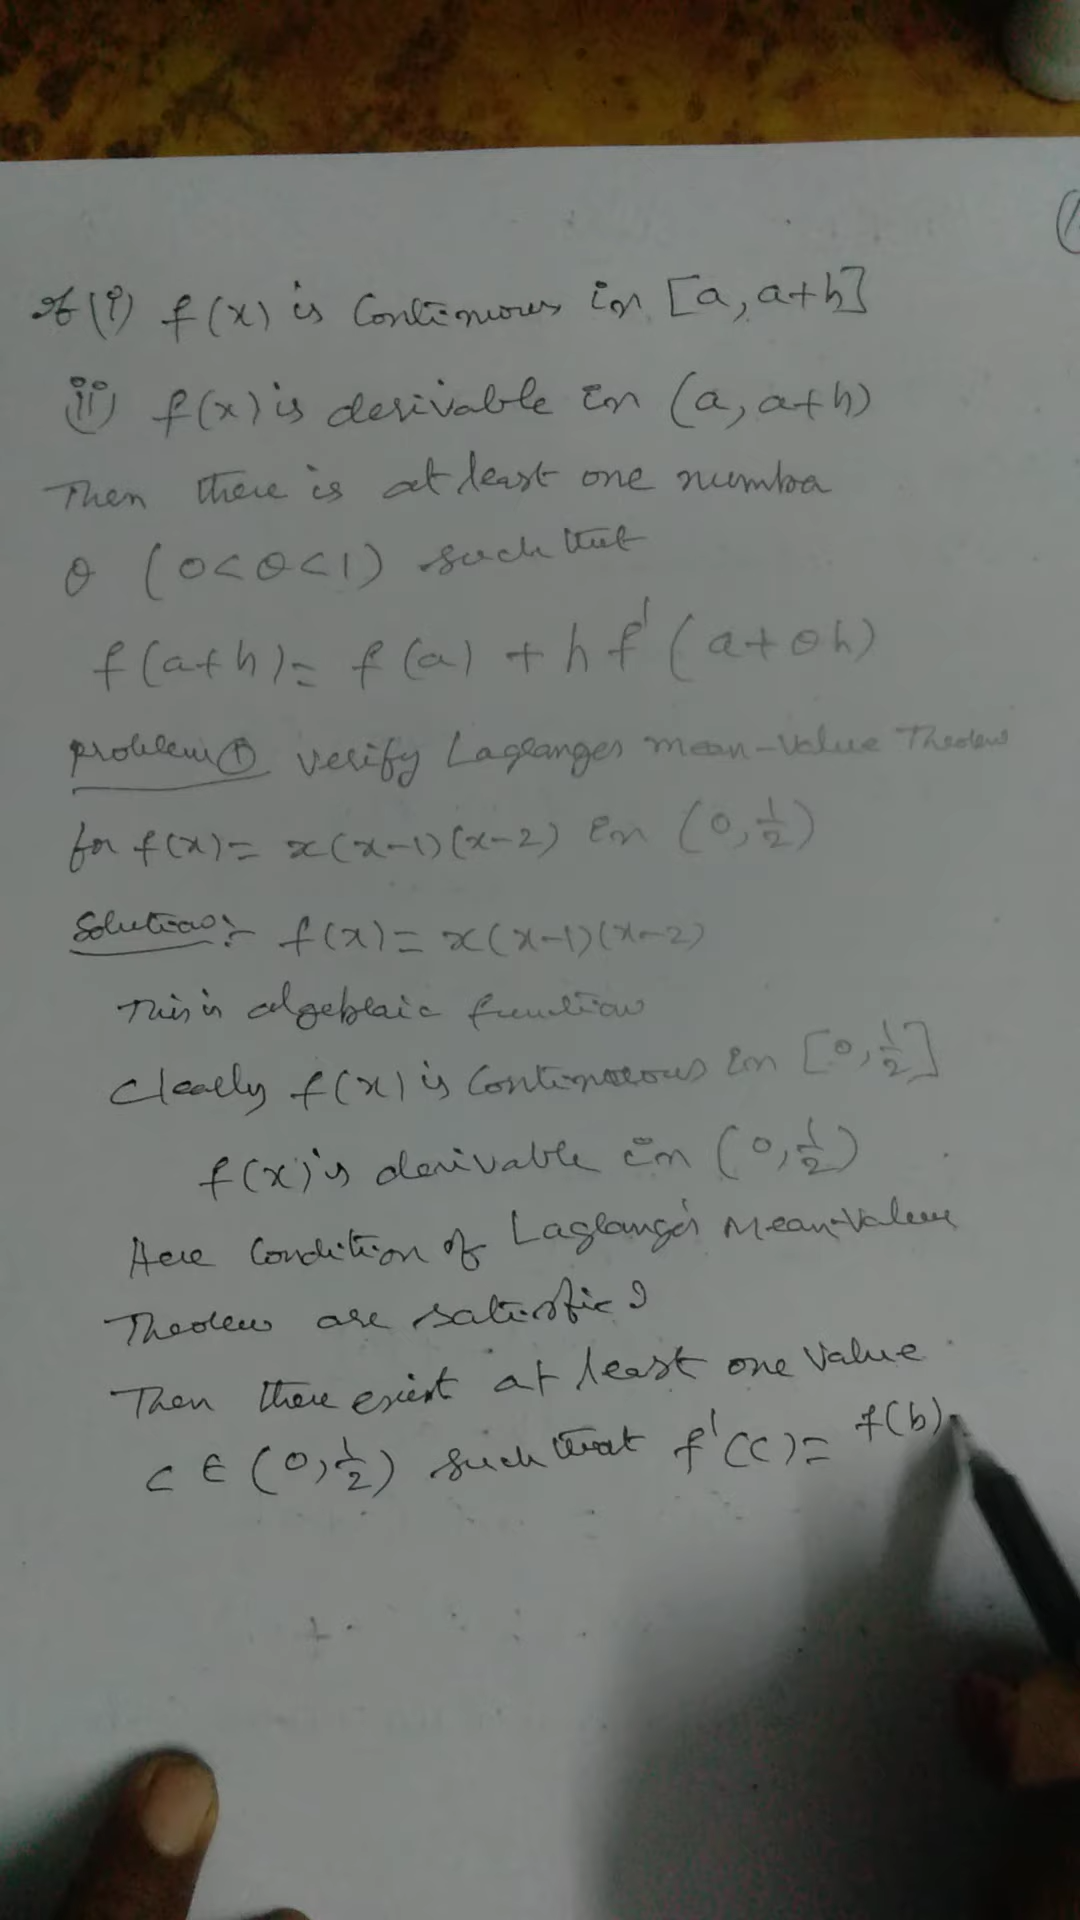 If (i) f(x) is Continuous in [a, a+h]
(ii) f(x) is derivable in (a, a+h)
Then there is at least one number
θ (0<θ<1) such that
f(a+h) = f(a) + h f'(a+θh)
Problem ① verify Lagranges mean-value Theorem
for f(x) = x(x-1)(x-2) in (0, 1/2)
Solution:- f(x) = x(x-1)(x-2)
This is algebraic function
Clearly f(x) is Continuous in [0, 1/2]
f(x) is derivable in (0, 1/2)
Here Condition of Lagrange's Mean-Value
Theorem are satisfied
Then there exist at least one value
c ∈ (0, 1/2) such that f'(c) = f(b)